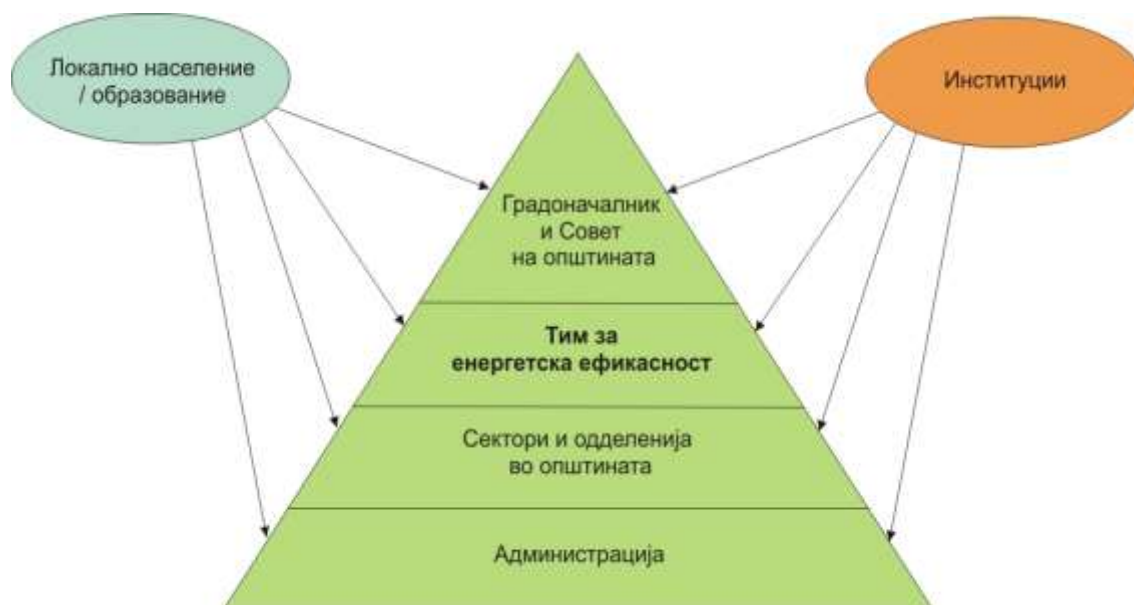 Локално население
/ образование
Институции
Градоначалник
и Совет
на општината
Тим за
енергетска ефикасност
Сектори и одделенија
во општината
Администрација